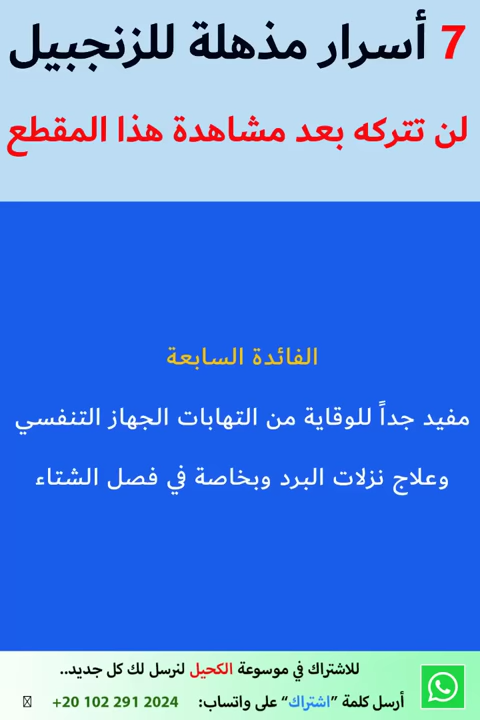 7 أسرار مذهلة للزنجبيل
لن تتركه بعد مشاهدة هذا المقطع
الفائدة السابعة
مفيد جداً للوقاية من التهابات الجهاز التنفسي
وعلاج نزلات البرد وبخاصة في فصل الشتاء
للاشتراك في موسوعة الكحيل لنرسل لك كل جديد..
أرسل كلمة ”اشتراك“ على واتساب: +20 102 291 2024